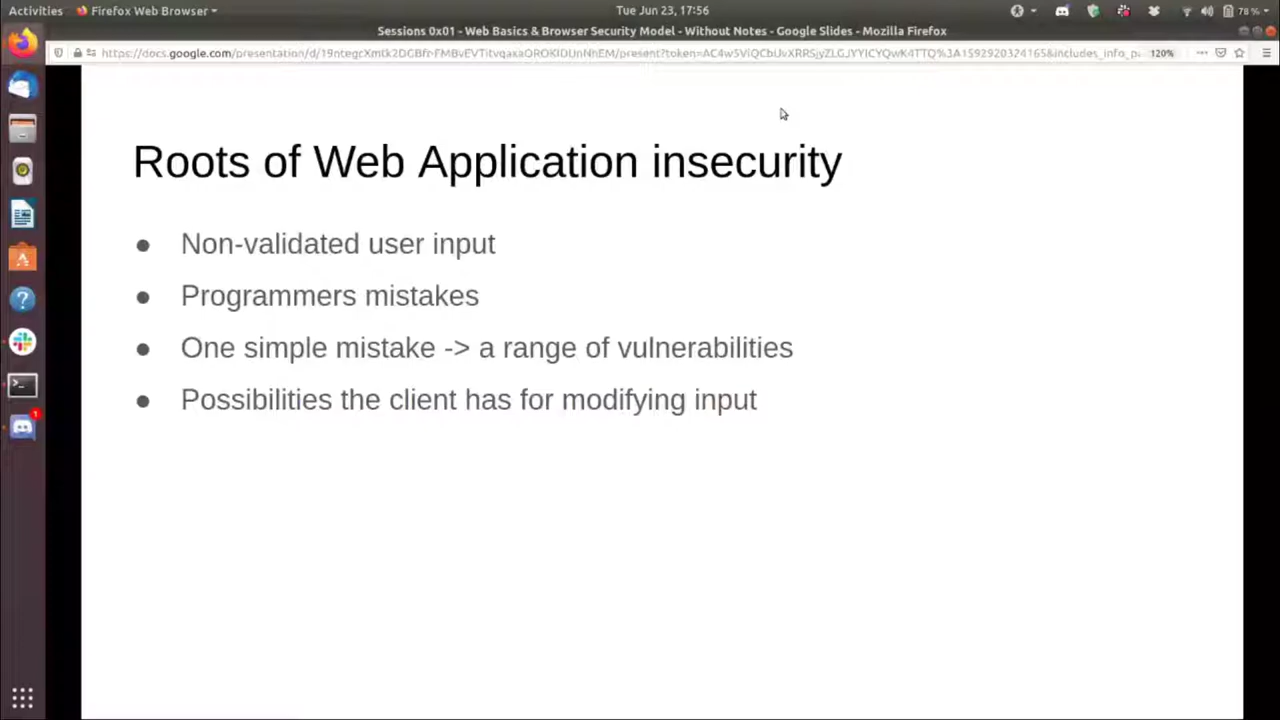 Activities Firefox Web Browser Tue Jun 23, 17:56 78 %
Sessions 0x01 - Web Basics & Browser Security Model - Without Notes - Google Slides - Mozilla Firefox
120%
Roots of Web Application insecurity
● Non-validated user input
● Programmers mistakes
● One simple mistake -> a range of vulnerabilities
● Possibilities the client has for modifying input
1